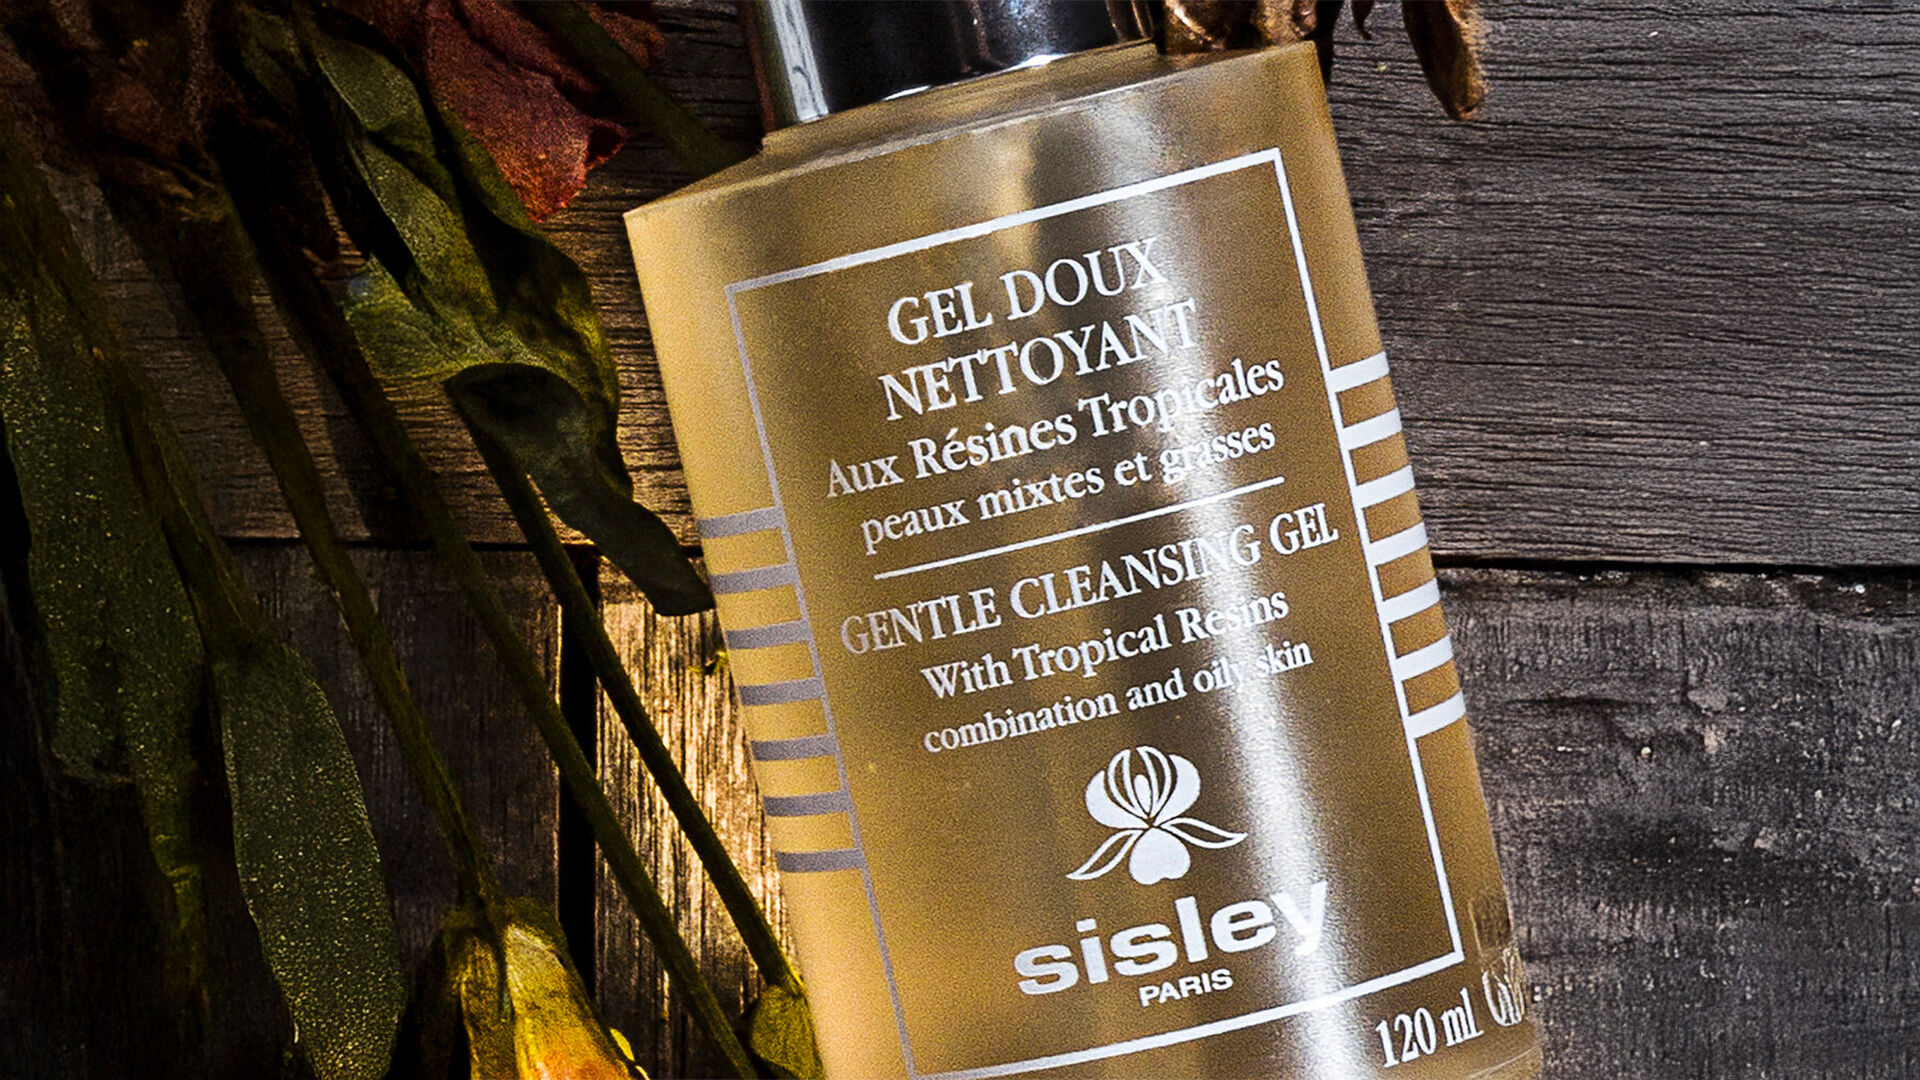 GEL DOUX
NETTOYANT
Aux Résines Tropicales
peaux mixtes et grasses
GENTLE CLEANSING GEL
With Tropical Resins
combination and oily skin
sisley
PARIS
120 ml